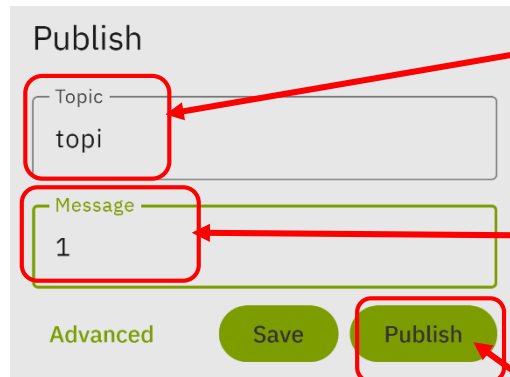 Publish
Topic
topi
Message
1
Advanced Save Publish